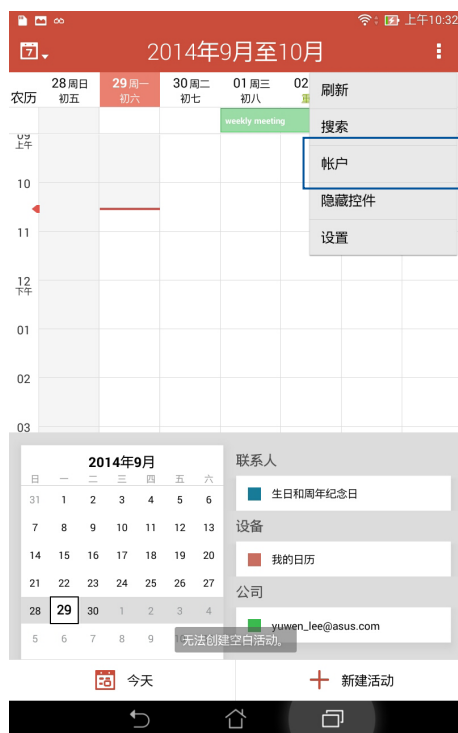 上午10:32
7
2014年9月至10月
农历
28周日
初五
29周一
初六
30周二
初七
01周三
初八
02
刷新
搜索
帐户
隐藏控件
设置
weekly meeting
09
上午
10
11
12
下午
01
02
03
2014年9月
日 一 二 三 四 五 六
31 1 2 3 4 5 6
7 8 9 10 11 12 13
14 15 16 17 18 19 20
21 22 23 24 25 26 27
28 29 30 1 2 3 4
5 6 7 8 9
联系人
生日和周年纪念日
设备
我的日历
公司
yuwen_lee@asus.com
无法创建空白活动。
今天
新建活动